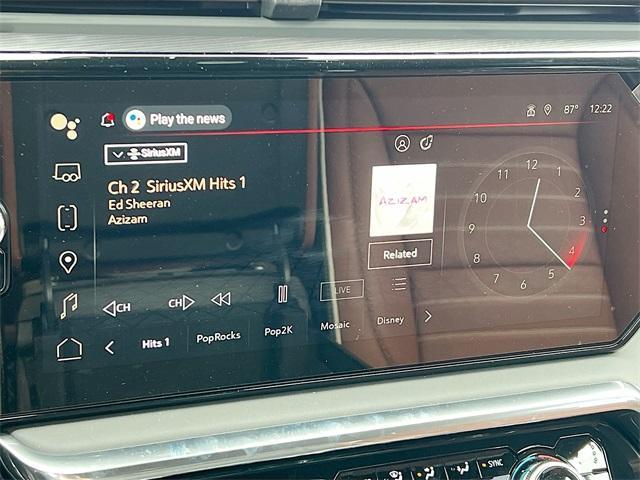 Play the news
87° 12:22
SiriusXM
Ch 2 SiriusXM Hits 1
Ed Sheeran
Azizam
AZIZAM
Related
12
1
2
3
4
5
6
7
8
9
10
11
CH
CH
LIVE
Hits 1 PopRocks Pop2K Mosaic Disney
SYNC